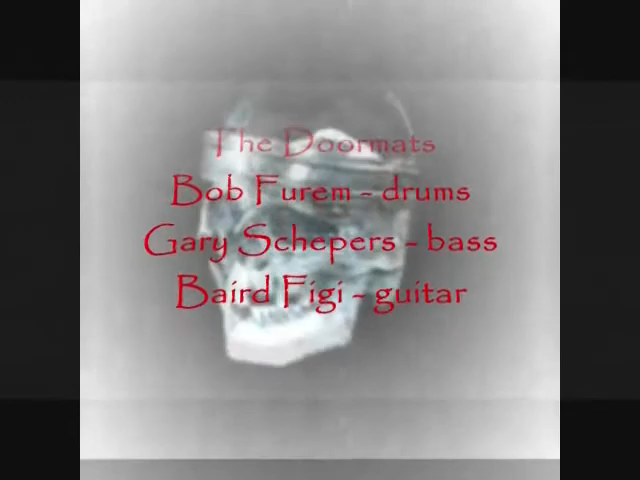 The Doormats
Bob Furem - drums
Gary Schepers - bass
Baird Figi - guitar